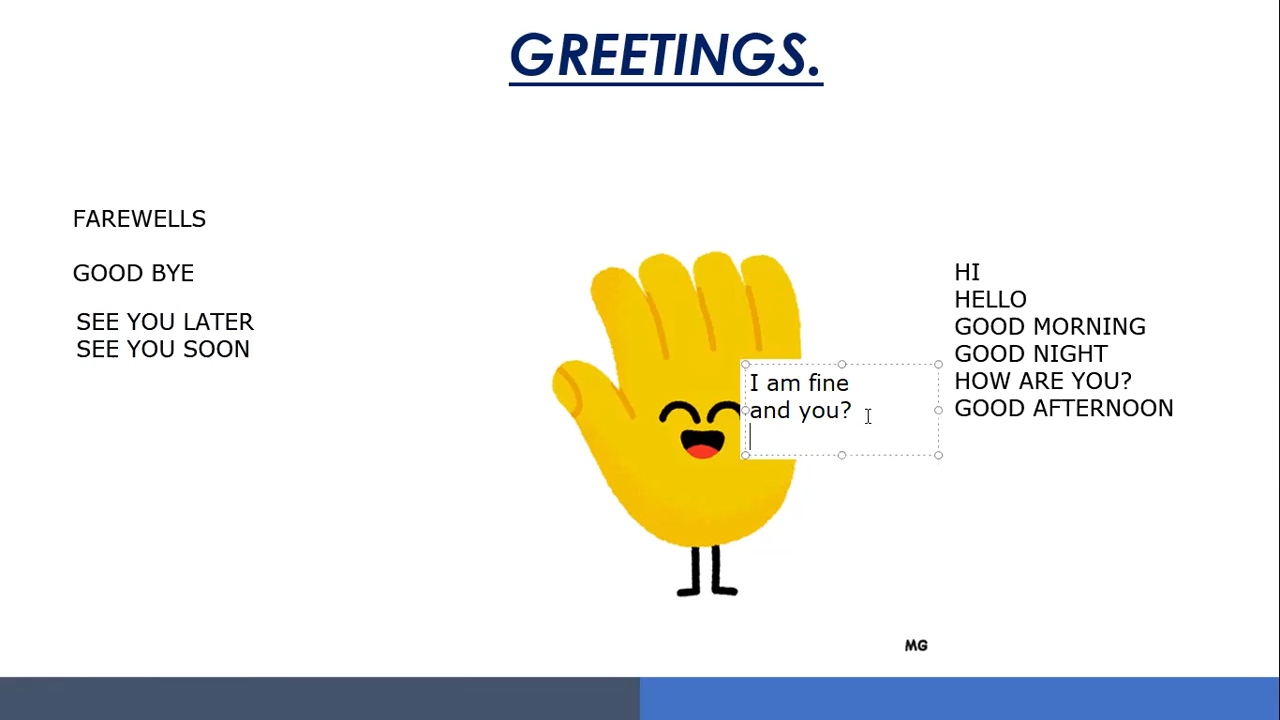 GREETINGS.
FAREWELLS
GOOD BYE
SEE YOU LATER
SEE YOU SOON
I am fine
and you?
HI
HELLO
GOOD MORNING
GOOD NIGHT
HOW ARE YOU?
GOOD AFTERNOON
MG